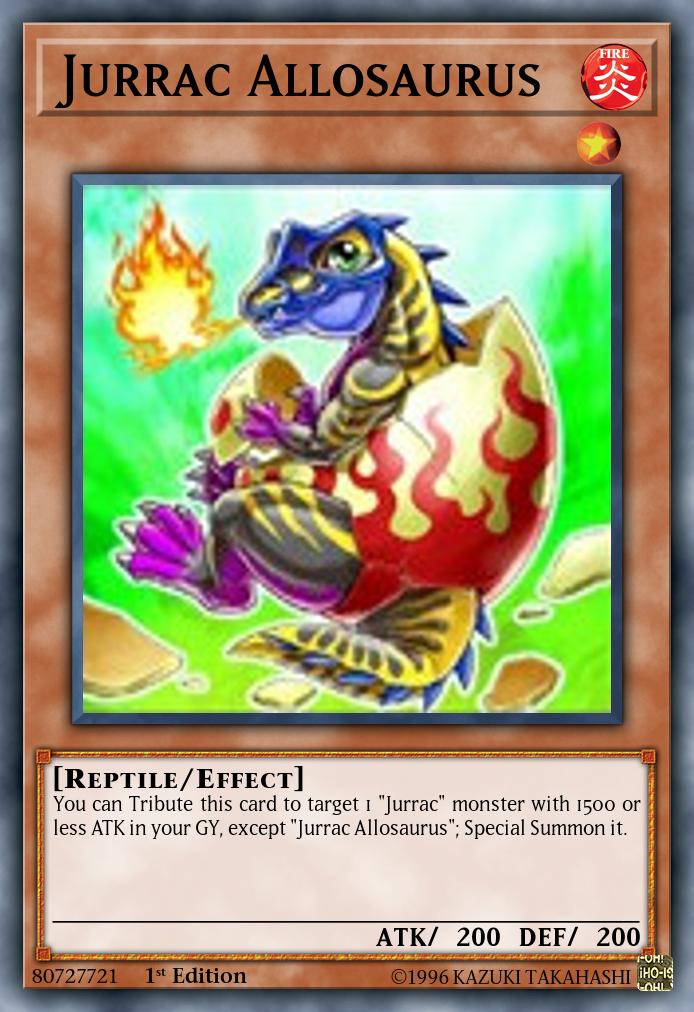 Jurrac Allosaurus
FIRE
炎
[Reptile/Effect]
You can Tribute this card to target 1 "Jurrac" monster with 1500 or
less ATK in your GY, except "Jurrac Allosaurus"; Special Summon it.
ATK/ 200 DEF/ 200
80727721 1st Edition ©1996 KAZUKI TAKAHASHI